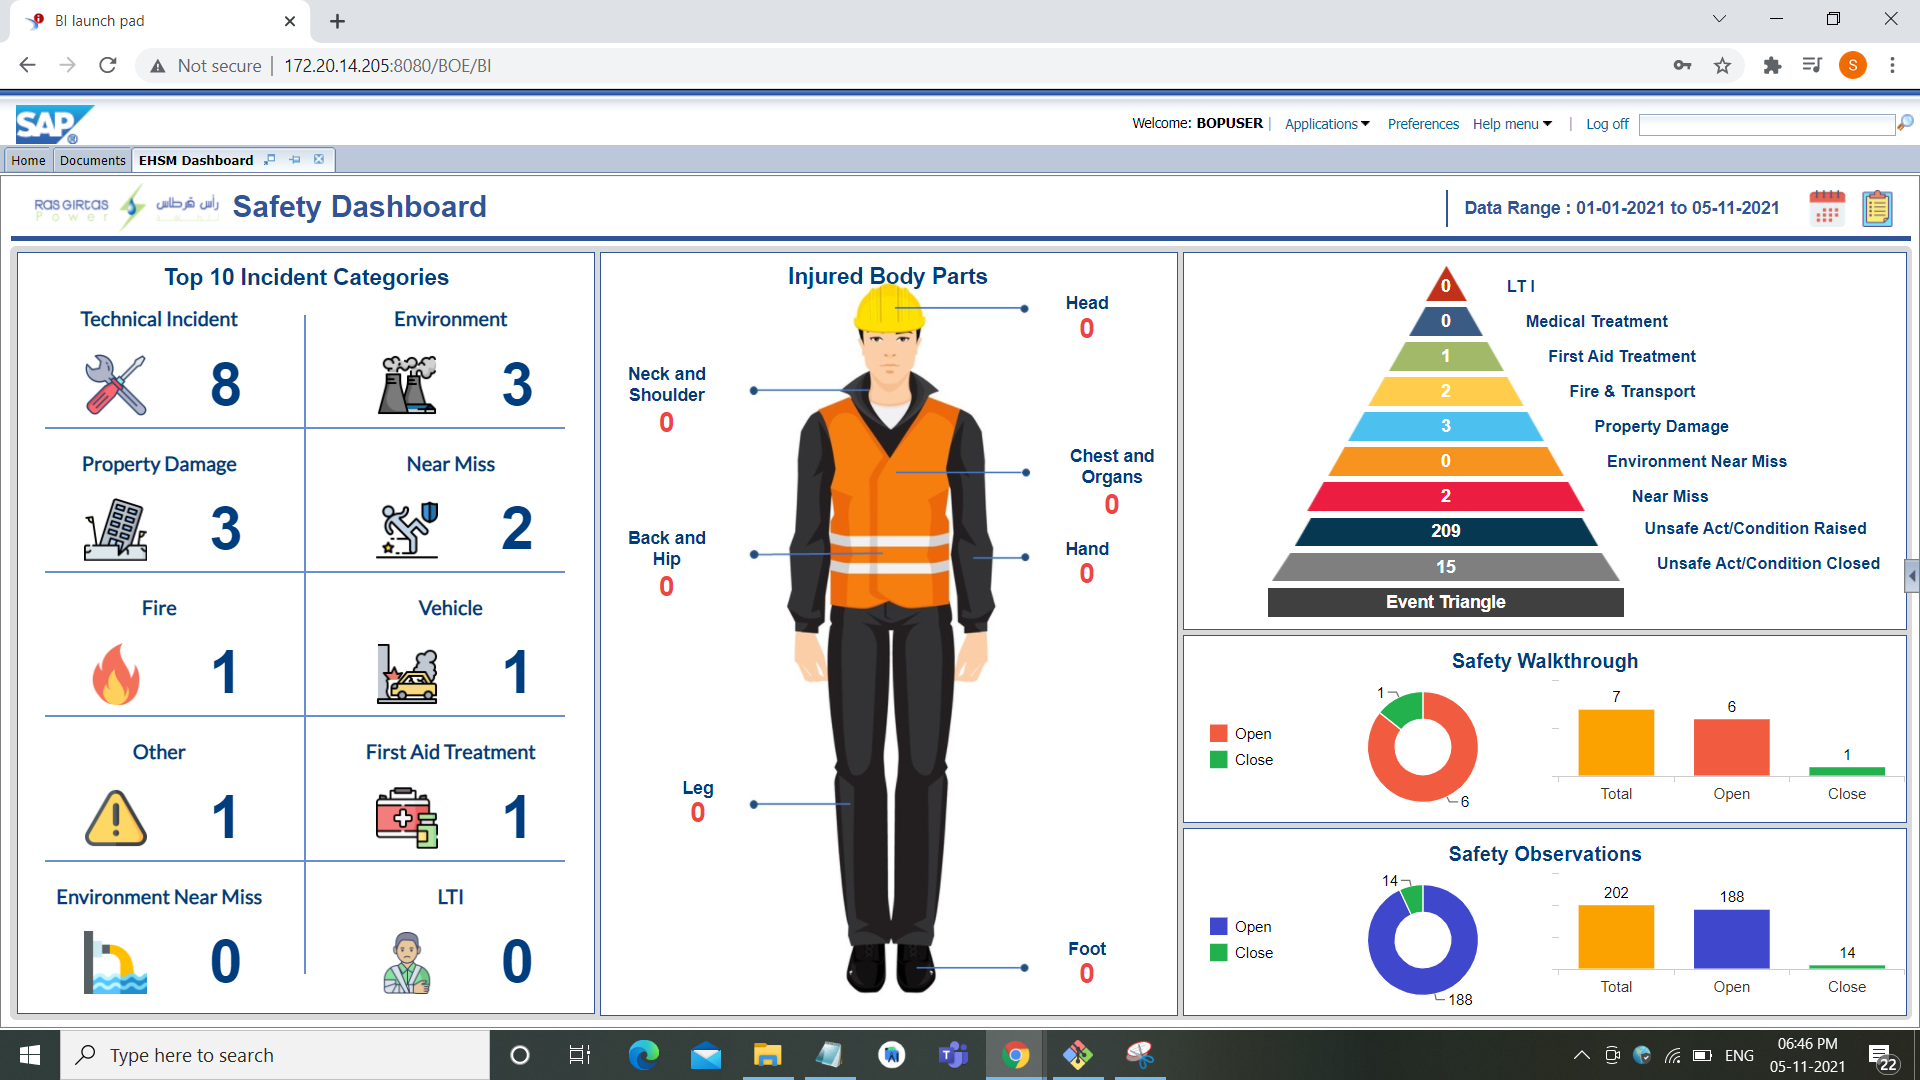 BI launch pad
Not secure
172.20.14.205:8080/BOE/BI
S
SAP
Welcome: BOPUSER
Applications
Preferences
Help menu
Log off
Home
Documents
EHSM Dashboard
RAS GIRTAS
Power
رأس قرطاس
Safety Dashboard
Data Range : 01-01-2021 to 05-11-2021
Top 10 Incident Categories
Technical Incident
8
Environment
3
Property Damage
3
Near Miss
2
Fire
1
Vehicle
1
Other
1
First Aid Treatment
1
Environment Near Miss
0
LTI
0
Injured Body Parts
Head
0
Neck and
Shoulder
0
Chest and
Organs
0
Back and
Hip
0
Hand
0
Leg
0
Foot
0
0 LT I
0 Medical Treatment
1 First Aid Treatment
2 Fire & Transport
3 Property Damage
0 Environment Near Miss
2 Near Miss
209 Unsafe Act/Condition Raised
15 Unsafe Act/Condition Closed
Event Triangle
Safety Walkthrough
Open
Close
1
6
7
6
1
Total
Open
Close
Safety Observations
Open
Close
14
188
202
188
14
Total
Open
Close
Type here to search
ENG
06:46 PM
05-11-2021
22